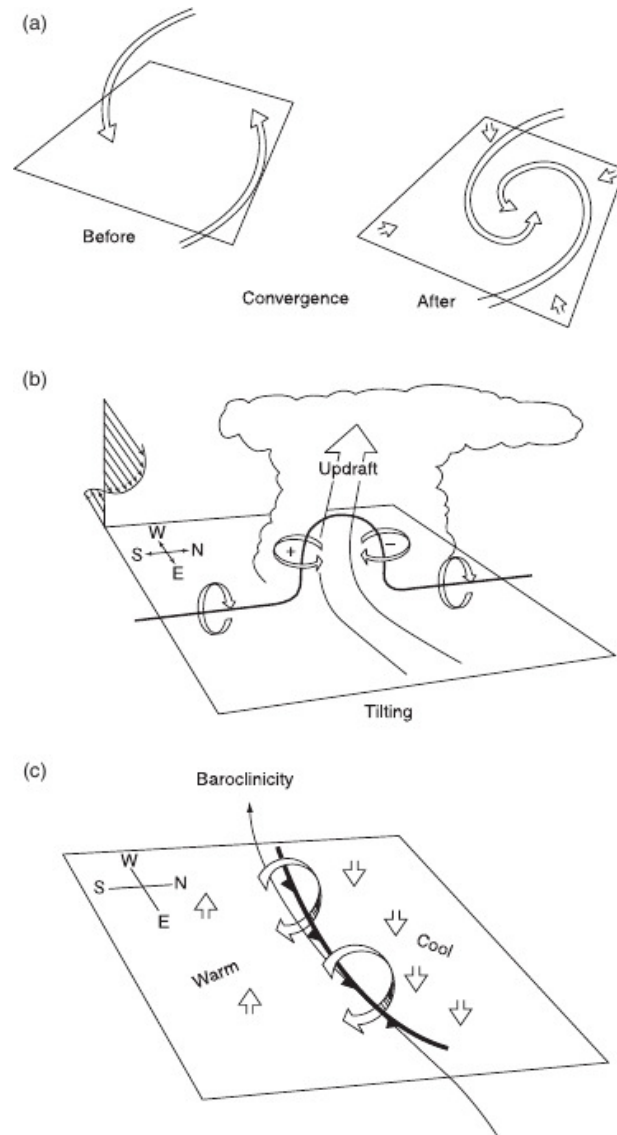 (a)
Before
Convergence
After
(b)
Updraft
+
−
W
S
N
E
Tilting
(c)
Baroclinicity
W
S
N
E
Cool
Warm